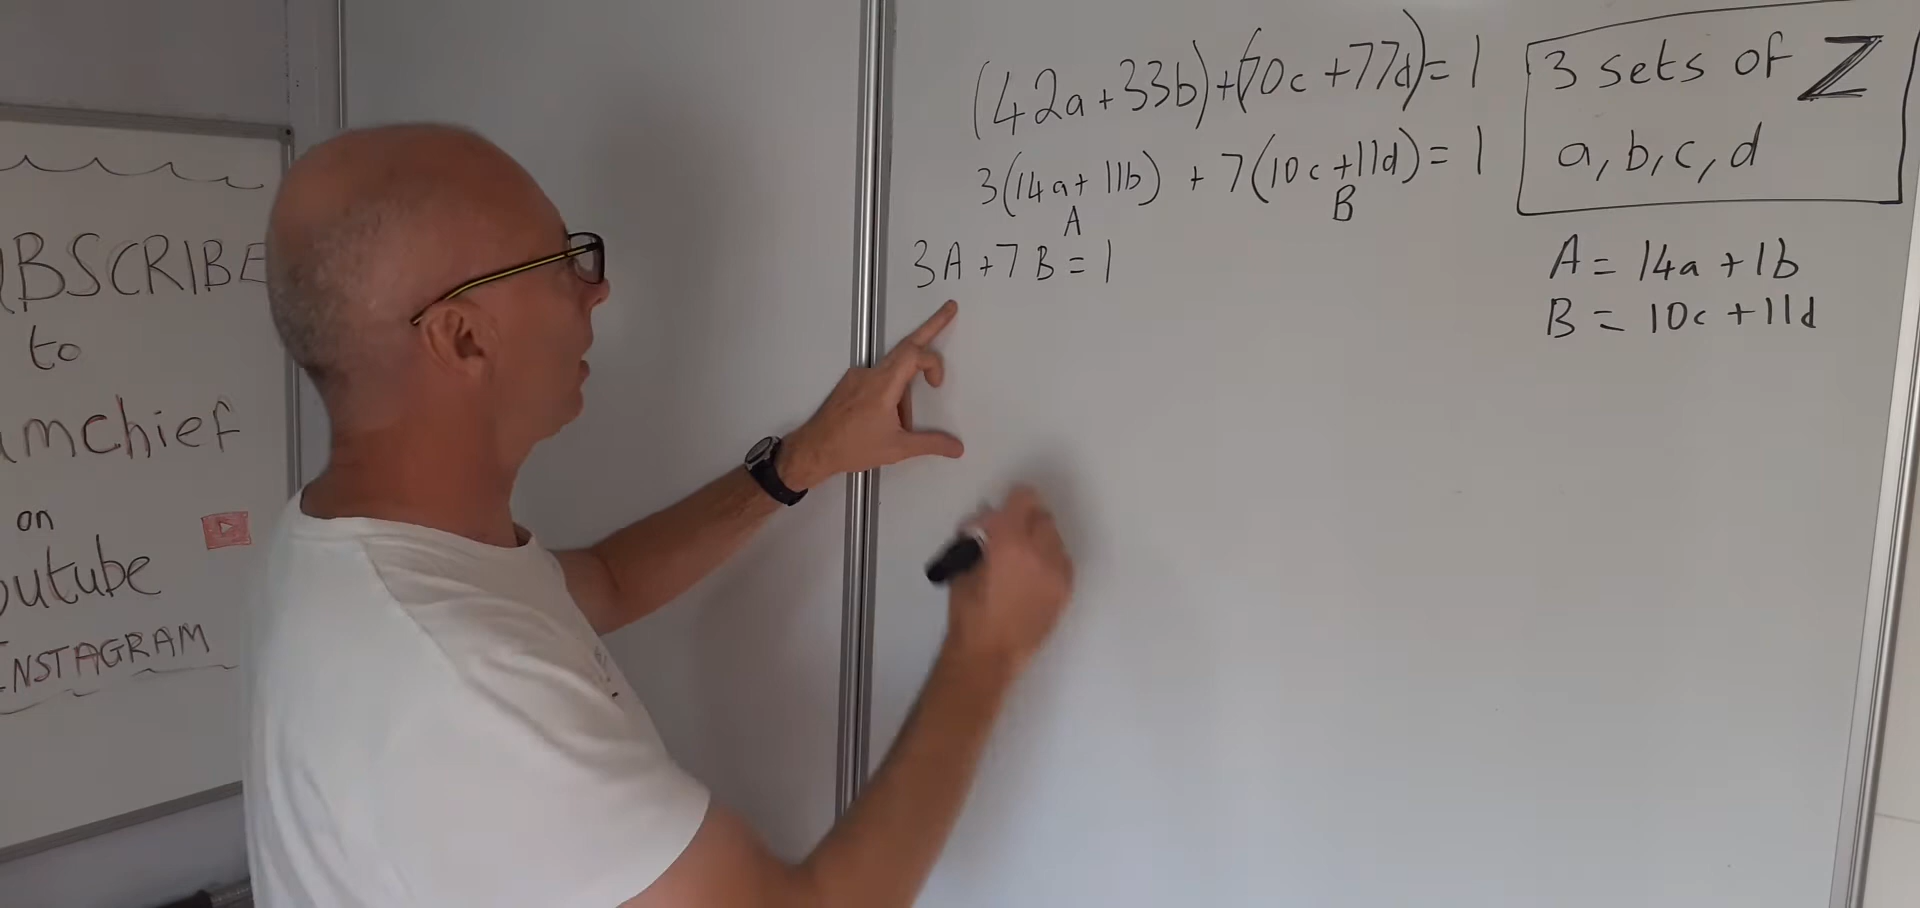 BSCRIBE
to
mchief
on
outube
INSTAGRAM
(42a+33b)+(70c+77d)=1
3(14a+11b) + 7(10c+11d)=1
A
B
3A+7B=1
3 sets of ℤ
a, b, c, d
A = 14a + 1b
B = 10c + 11d